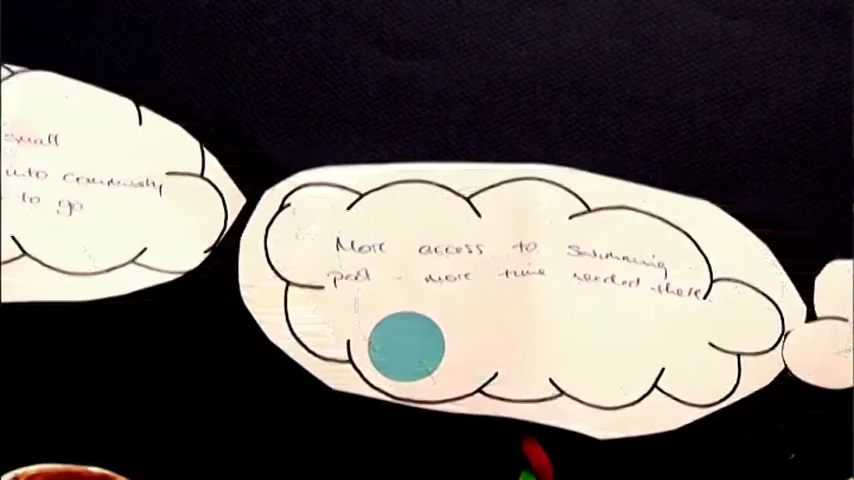 small
into community
to go
More access to swimming
pool - more time needed there